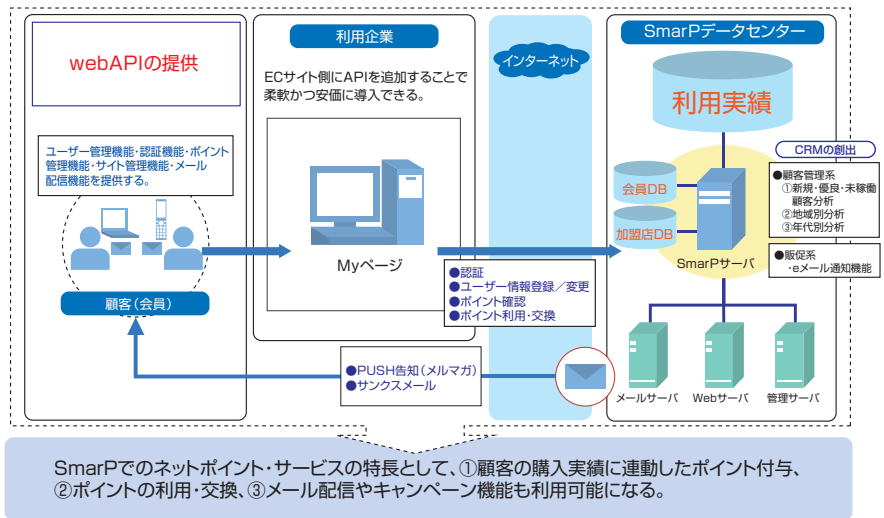 webAPIの提供
ユーザー管理機能・認証機能・ポイント
管理機能・サイト管理機能・メール
配信機能を提供する。
顧客(会員)
利用企業
ECサイト側にAPIを追加することで
柔軟かつ安価に導入できる。
Myページ
インターネット
●認証
●ユーザー情報登録／変更
●ポイント確認
●ポイント利用・交換
●PUSH告知(メルマガ)
●サンクスメール
SmarPデータセンター
利用実績
会員DB
加盟店DB
SmarPサーバ
CRMの創出
●顧客管理系
①新規・優良・未稼働
顧客分析
②地域別分析
③年代別分析
●販促系
・eメール通知機能
メールサーバ
Webサーバ
管理サーバ
SmarPでのネットポイント・サービスの特長として、①顧客の購入実績に連動したポイント付与、
②ポイントの利用・交換、③メール配信やキャンペーン機能も利用可能になる。